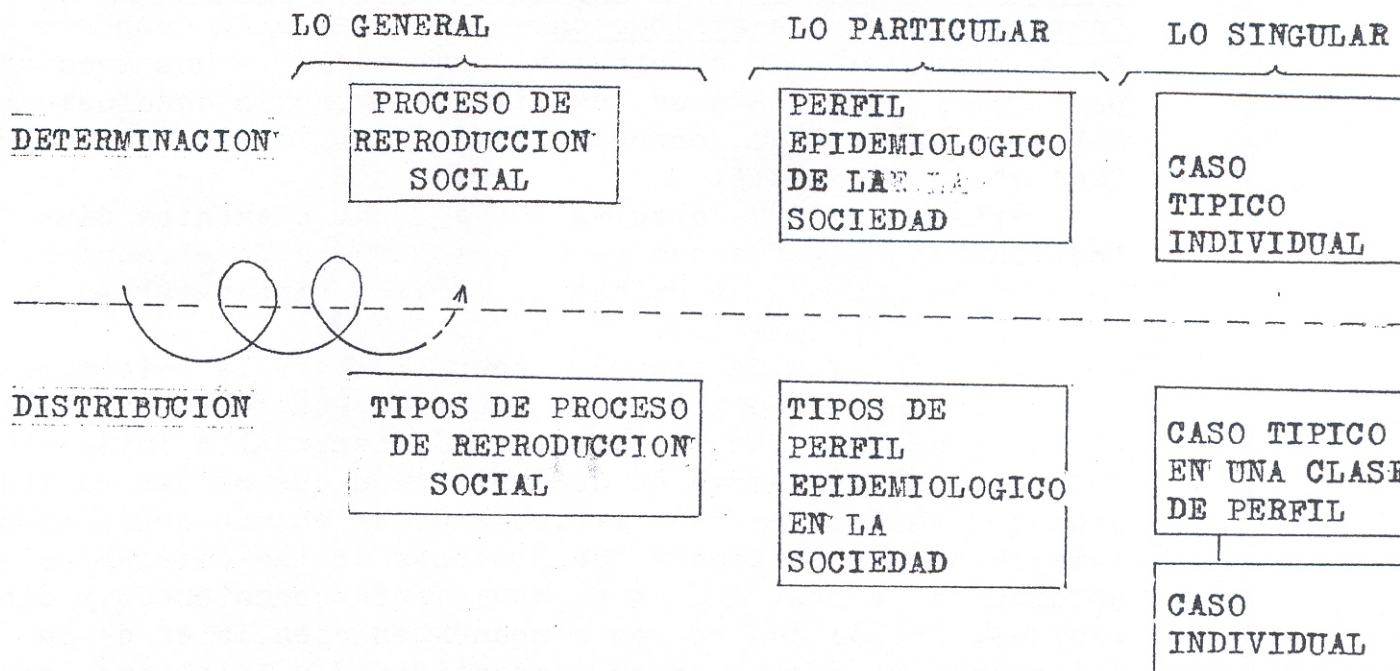 LO GENERAL
LO PARTICULAR
LO SINGULAR
DETERMINACION
PROCESO DE
REPRODUCCION
SOCIAL
PERFIL
EPIDEMIOLOGICO
DE LA
SOCIEDAD
CASO
TIPICO
INDIVIDUAL
DISTRIBUCION
TIPOS DE PROCESO
DE REPRODUCCION
SOCIAL
TIPOS DE
PERFIL
EPIDEMIOLOGICO
EN LA
SOCIEDAD
CASO TIPICO
EN UNA CLASE
DE PERFIL
CASO
INDIVIDUAL